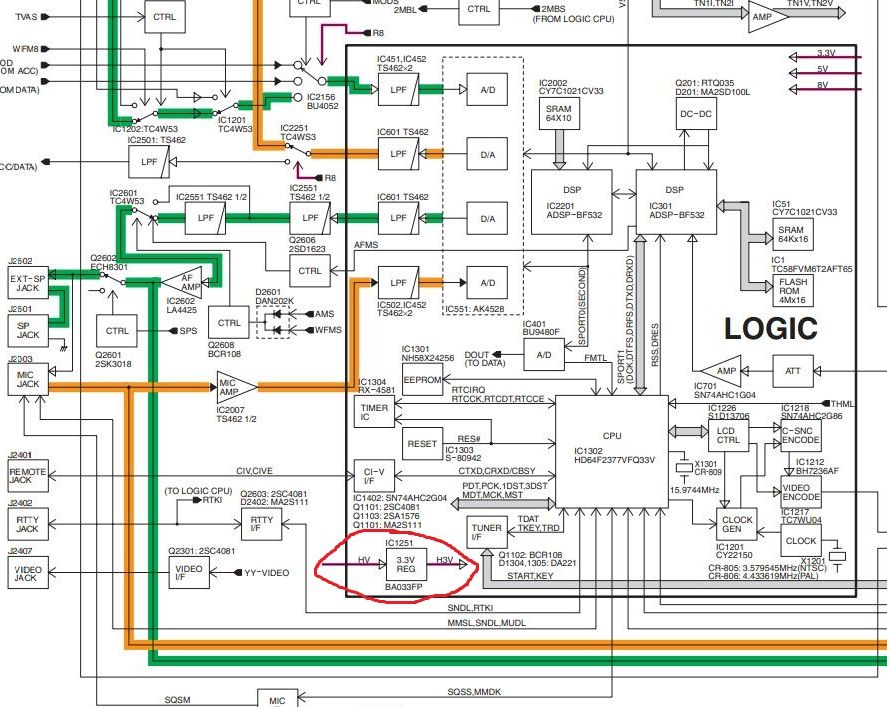 CTRL
MODS
2MBL
CTRL
2MBS
(FROM LOGIC CPU)
TN1I,TN2I
AMP
TN1V,TN2V
TVAS
CTRL
R8
WFM8
OM ACC)
OM DATA)
IC451, IC452
TS462×2
LPF
A/D
IC2156
BU4052
IC1202:TC4W53
IC1201
TC4W53
IC2002
CY7C1021CV33
SRAM
64X10
Q201: RTQ035
D201: MA2SD100L
DC-DC
3.3V
5V
8V
IC2251
TC4WS3
IC601 TS462
LPF
D/A
IC2501: TS462
LPF
CC/DATA)
R8
DSP
IC2201
ADSP-BF532
DSP
IC301
ADSP-BF532
IC2601
TC4W53
IC2551 TS462 1/2
LPF
IC2551
TS462 1/2
LPF
IC601 TS462
LPF
D/A
IC51
CY7C1021CV33
SRAM
64Kx16
IC1
TC58FVM6T2AFT65
FLASH
ROM
4Mx16
AFMS
Q2606
2SD1623
CTRL
J2602
EXT-SP
JACK
Q2602
ECH8301
AF
AMP
IC2602
LA4425
LPF
IC502,IC452
TS462×2
A/D
IC551: AK4528
D2601
DAN202K
AMS
WFMS
CTRL
Q2608
BCR108
SPS
CTRL
Q2601
2SK3018
SP
JACK
SPORT0(SECOND)
SPORT1
(DCK,DTFS,DRFS,DTXD,DRXD)
RSS,DRES
LOGIC
IC401
BU9480F
A/D
DOUT
(TO DATA)
FMTL
MIC
JACK
MIC
AMP
IC2007
TS462 1/2
IC1301
NH58X24256
EEPROM
IC1304
RX-4581
TIMER
IC
RTCIRQ
RTCCK,RTCDT,RTCCE
AMP
IC701
SN74AHC1G04
ATT
THML
IC1226
S1D13706
LCD
CTRL
IC1218
SN74AHC2G86
C-SNC
ENCODE
RESET
RES#
IC1303
S-80942
CPU
IC1302
HD64F2377VFQ33V
X1301
CR-809
15.9744MHz
IC1212
BH7236AF
VIDEO
ENCODE
J2401
REMOTE
JACK
CIV,CIVE
CI-V
I/F
CTXD,CRXD/CBSY
PDT,PCK,1DST,3DST
MDT,MCK,MST
IC1402: SN74AHC2G04
Q1101: 2SC4081
Q1103: 2SA1576
Q1101: MA2S111
J2402
RTTY
JACK
(TO LOGIC CPU)
RTKI
Q2603: 2SC4081
D2402: MA2S111
RTTY
I/F
TUNER
I/F
TDAT
TKEY,TRD
CLOCK
GEN
IC1201
CY22150
IC1217
TC7WU04
CLOCK
X1201
J2407
VIDEO
JACK
Q2301: 2SC4081
VIDEO
I/F
YY-VIDEO
IC1251
HV
3.3V
REG
H3V
BA033FP
Q1102: BCR108
D1304,1305: DA221
START,KEY
CR-805: 3.579545MHz(NTSC)
CR-806: 4.433619MHz(PAL)
SNDL,RTKI
MMSL,SNDL,MUDL
SQSM
MIC
SQSS,MMDK